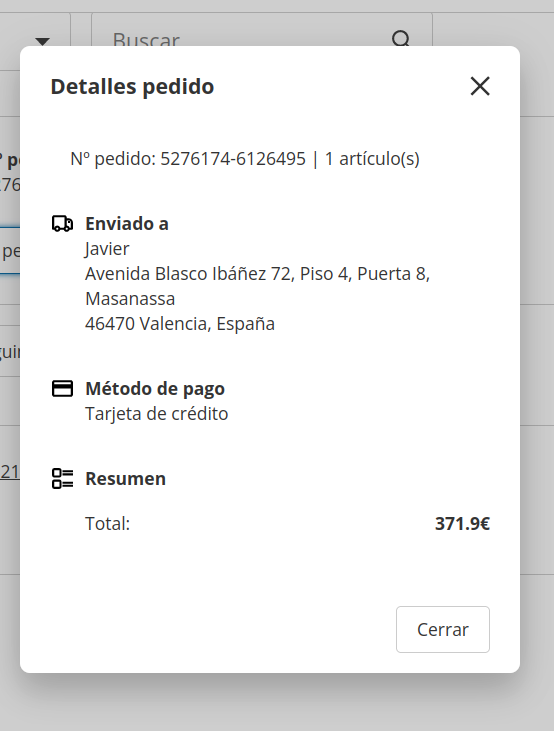 Buscar
Detalles pedido
Nº pedido: 5276174-6126495 | 1 artículo(s)
Enviado a
Javier
Avenida Blasco Ibáñez 72, Piso 4, Puerta 8,
Masanassa
46470 Valencia, España
Método de pago
Tarjeta de crédito
Resumen
Total: 371.9€
Cerrar